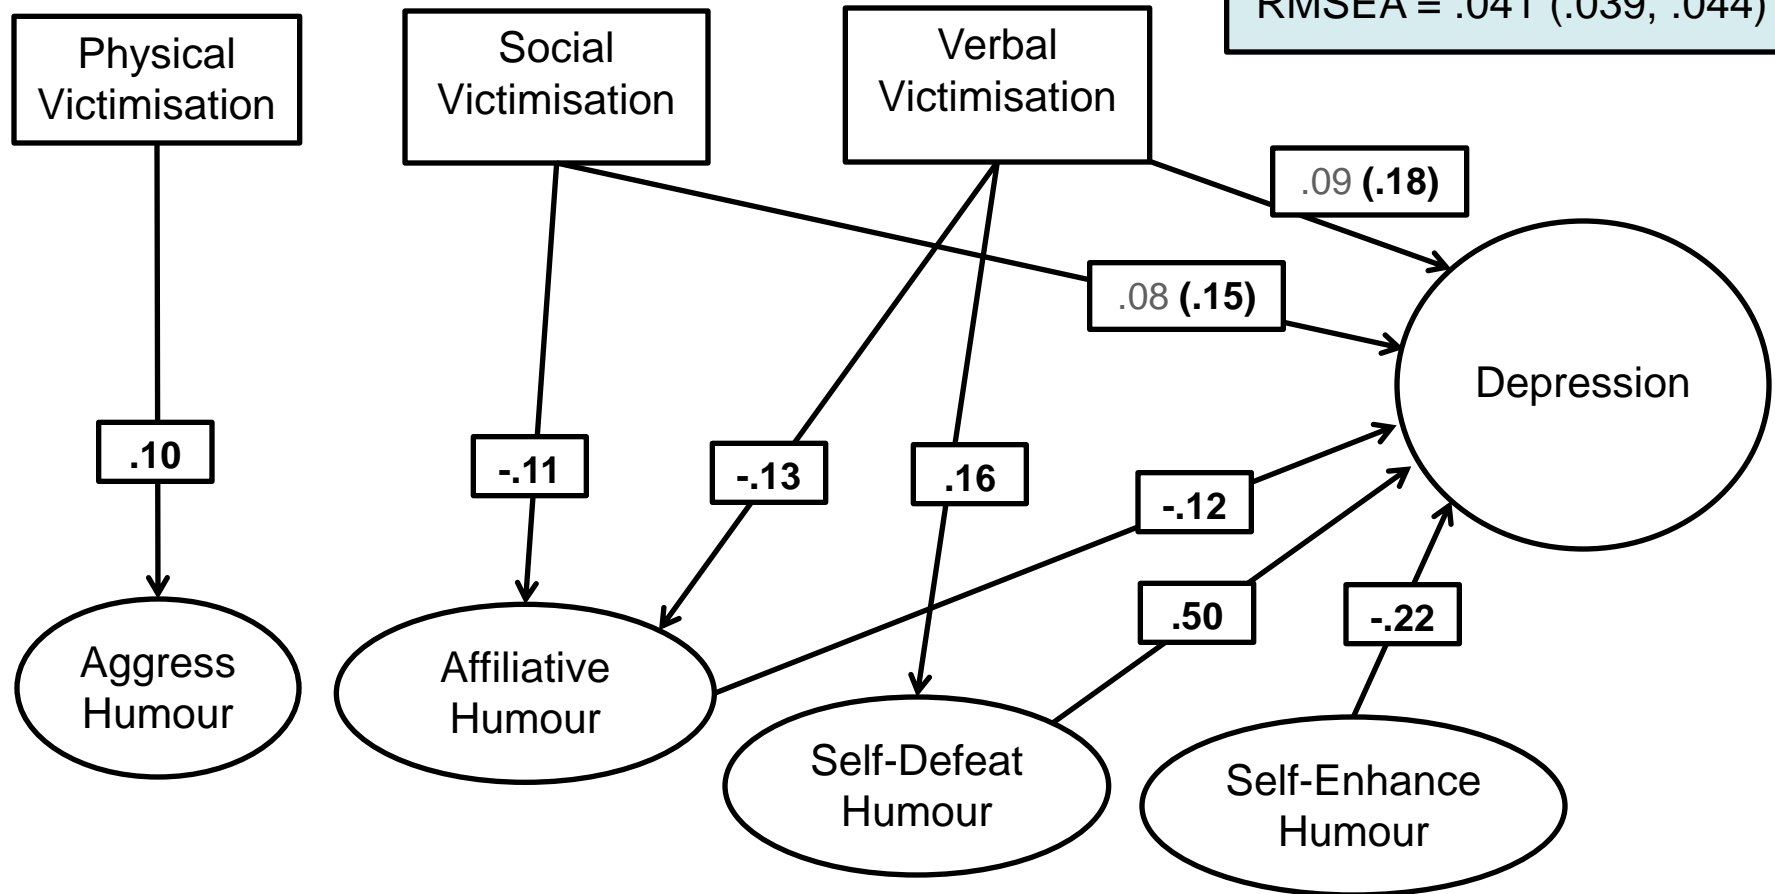 RMSEA = .041 (.039, .044)
Physical
Victimisation
Social
Victimisation
Verbal
Victimisation
.09 (.18)
.08 (.15)
Depression
.10
-.11
-.13
.16
-.12
.50
-.22
Aggress
Humour
Affiliative
Humour
Self-Defeat
Humour
Self-Enhance
Humour